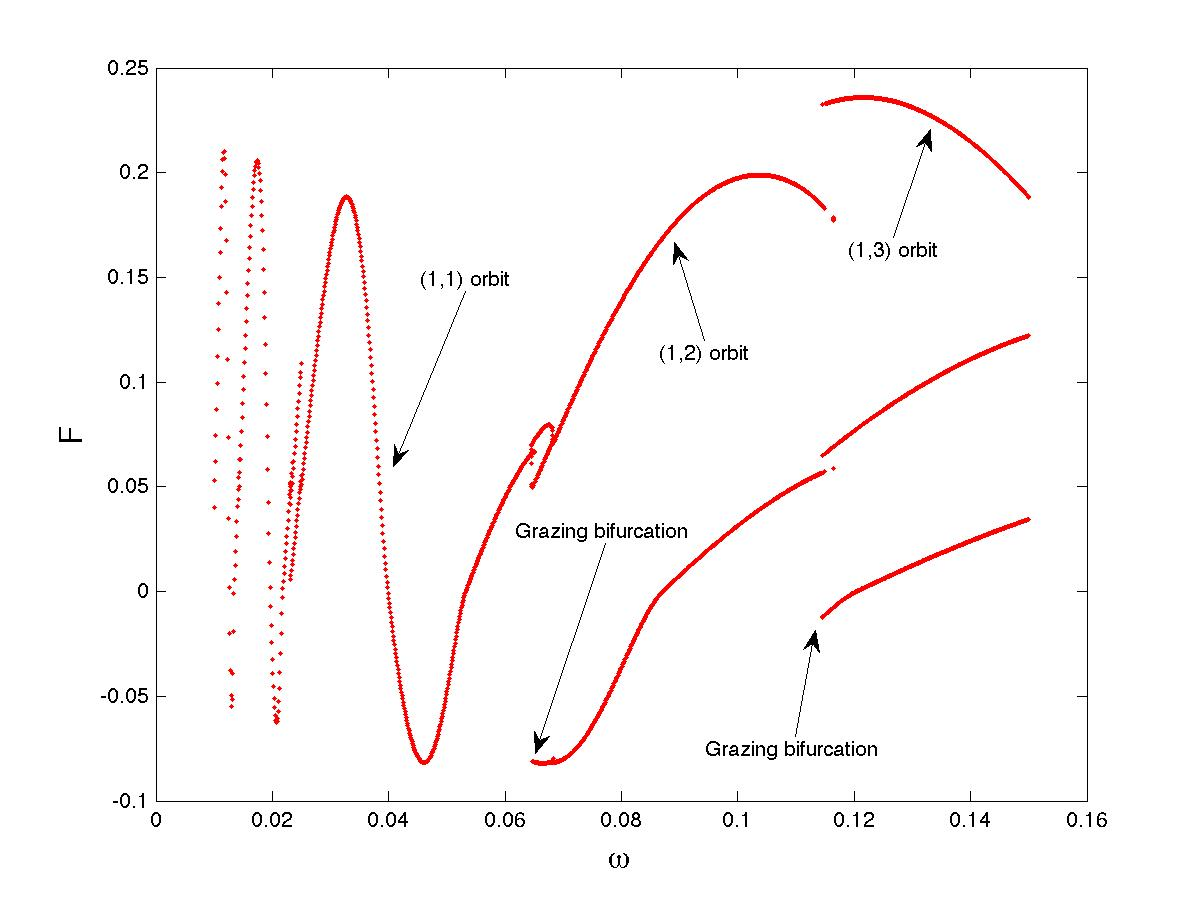 0.25
0.2
0.15
0.1
0.05
0
-0.05
-0.1
F
(1,1) orbit
(1,3) orbit
(1,2) orbit
Grazing bifurcation
Grazing bifurcation
0 0.02 0.04 0.06 0.08 0.1 0.12 0.14 0.16
ω